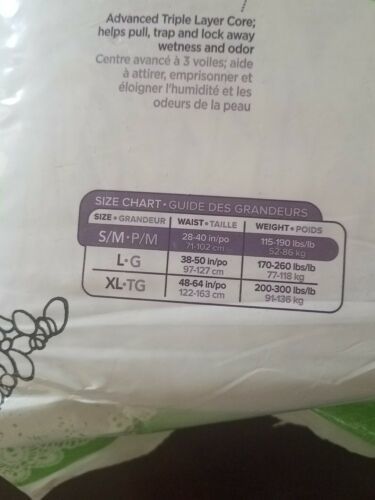 Advanced Triple Layer Core;
helps pull, trap and lock away
wetness and odor
Centre avancé à 3 voiles; aide
à attirer, emprisonner et
éloigner l'humidité et les
odeurs de la peau
SIZE CHART • GUIDE DES GRANDEURS
SIZE • GRANDEUR WAIST • TAILLE WEIGHT • POIDS
S/M • P/M 28-40 in/po 115-190 lbs/lb
71-102 cm 52-86 kg
L • G 38-50 in/po 170-260 lbs/lb
97-127 cm 77-118 kg
XL • TG 48-64 in/po 200-300 lbs/lb
122-163 cm 91-136 kg